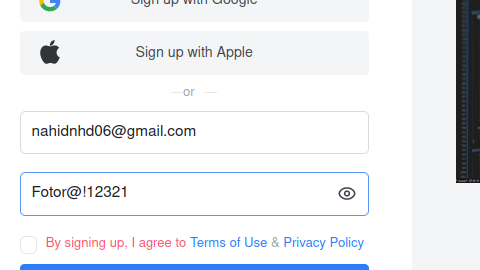 Sign up with Google
Sign up with Apple
or
nahidnhd06@gmail.com
Fotor@!12321
By signing up, I agree to Terms of Use & Privacy Policy